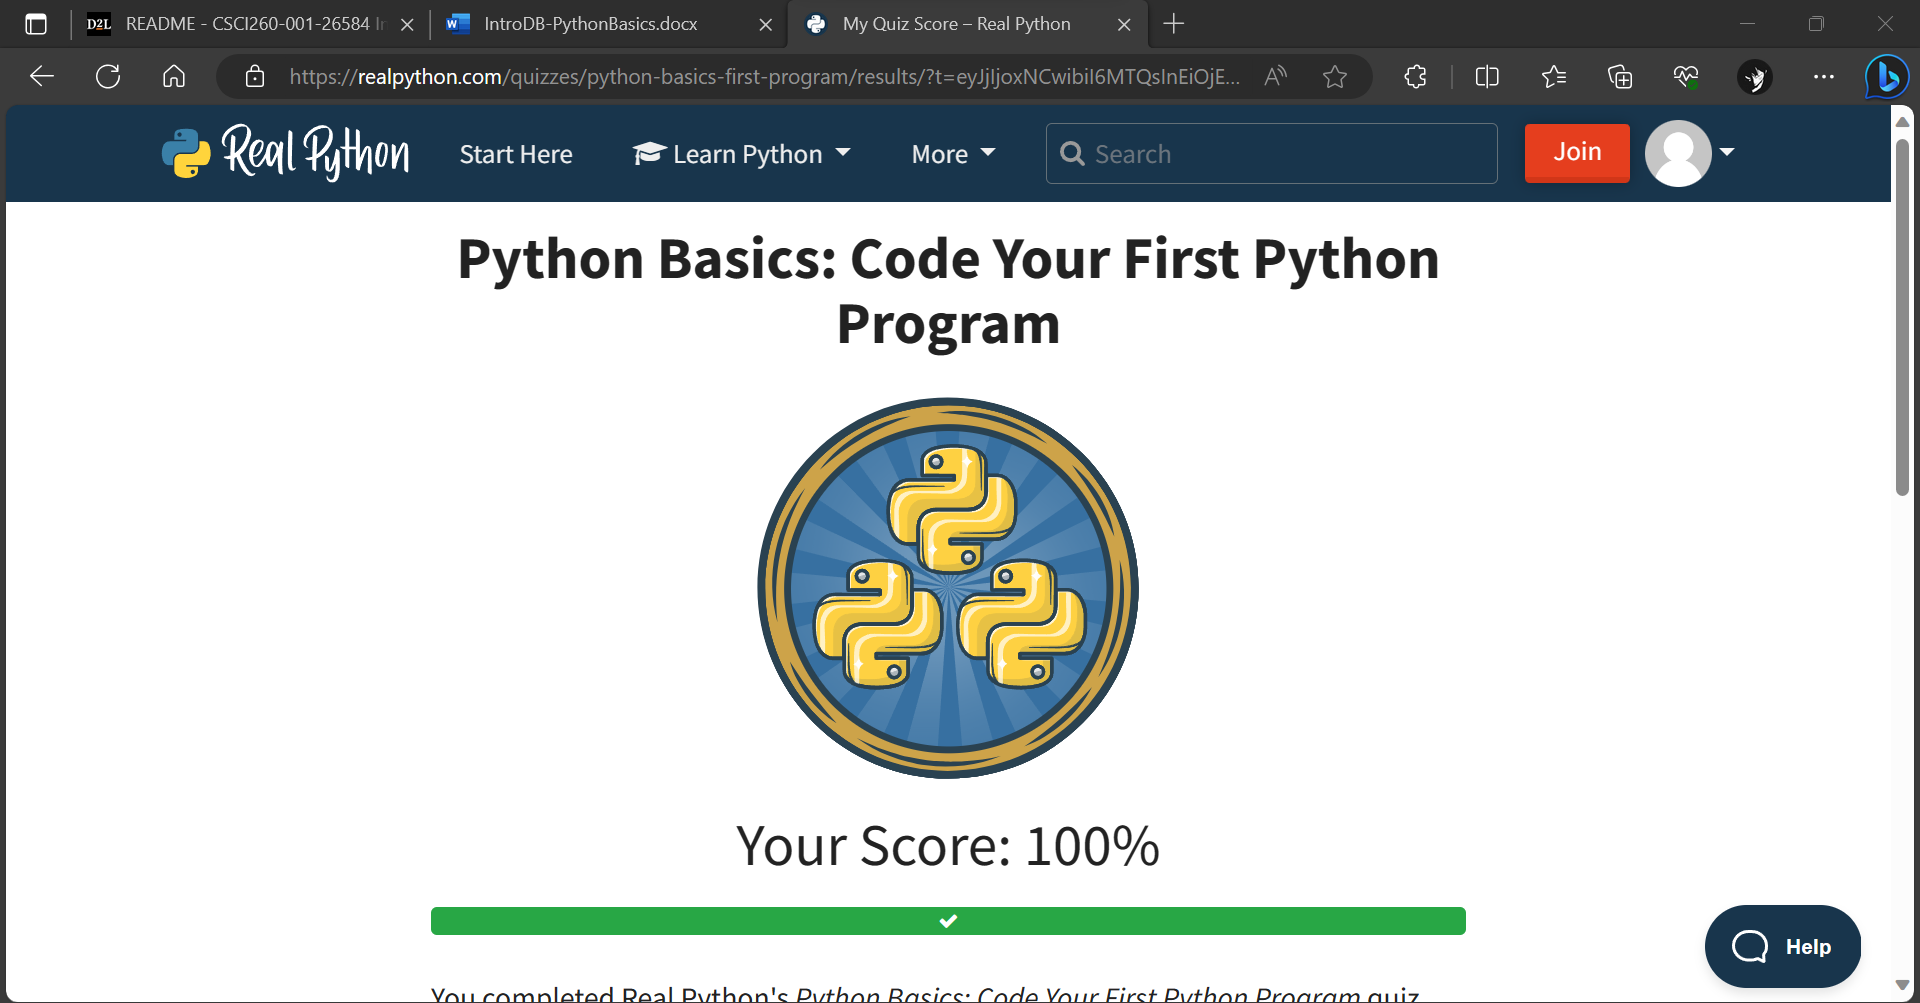 D2L README - CSCI260-001-26584 In
IntroDB-PythonBasics.docx
My Quiz Score – Real Python
https://realpython.com/quizzes/python-basics-first-program/results/?t=eyJjIjoxNCwibiI6MTQsInEiOjE...
Real Python
Start Here
Learn Python
More
Search
Join
Python Basics: Code Your First Python
Program
Your Score: 100%
Help
You completed Real Python's Python Basics: Code Your First Python Program quiz